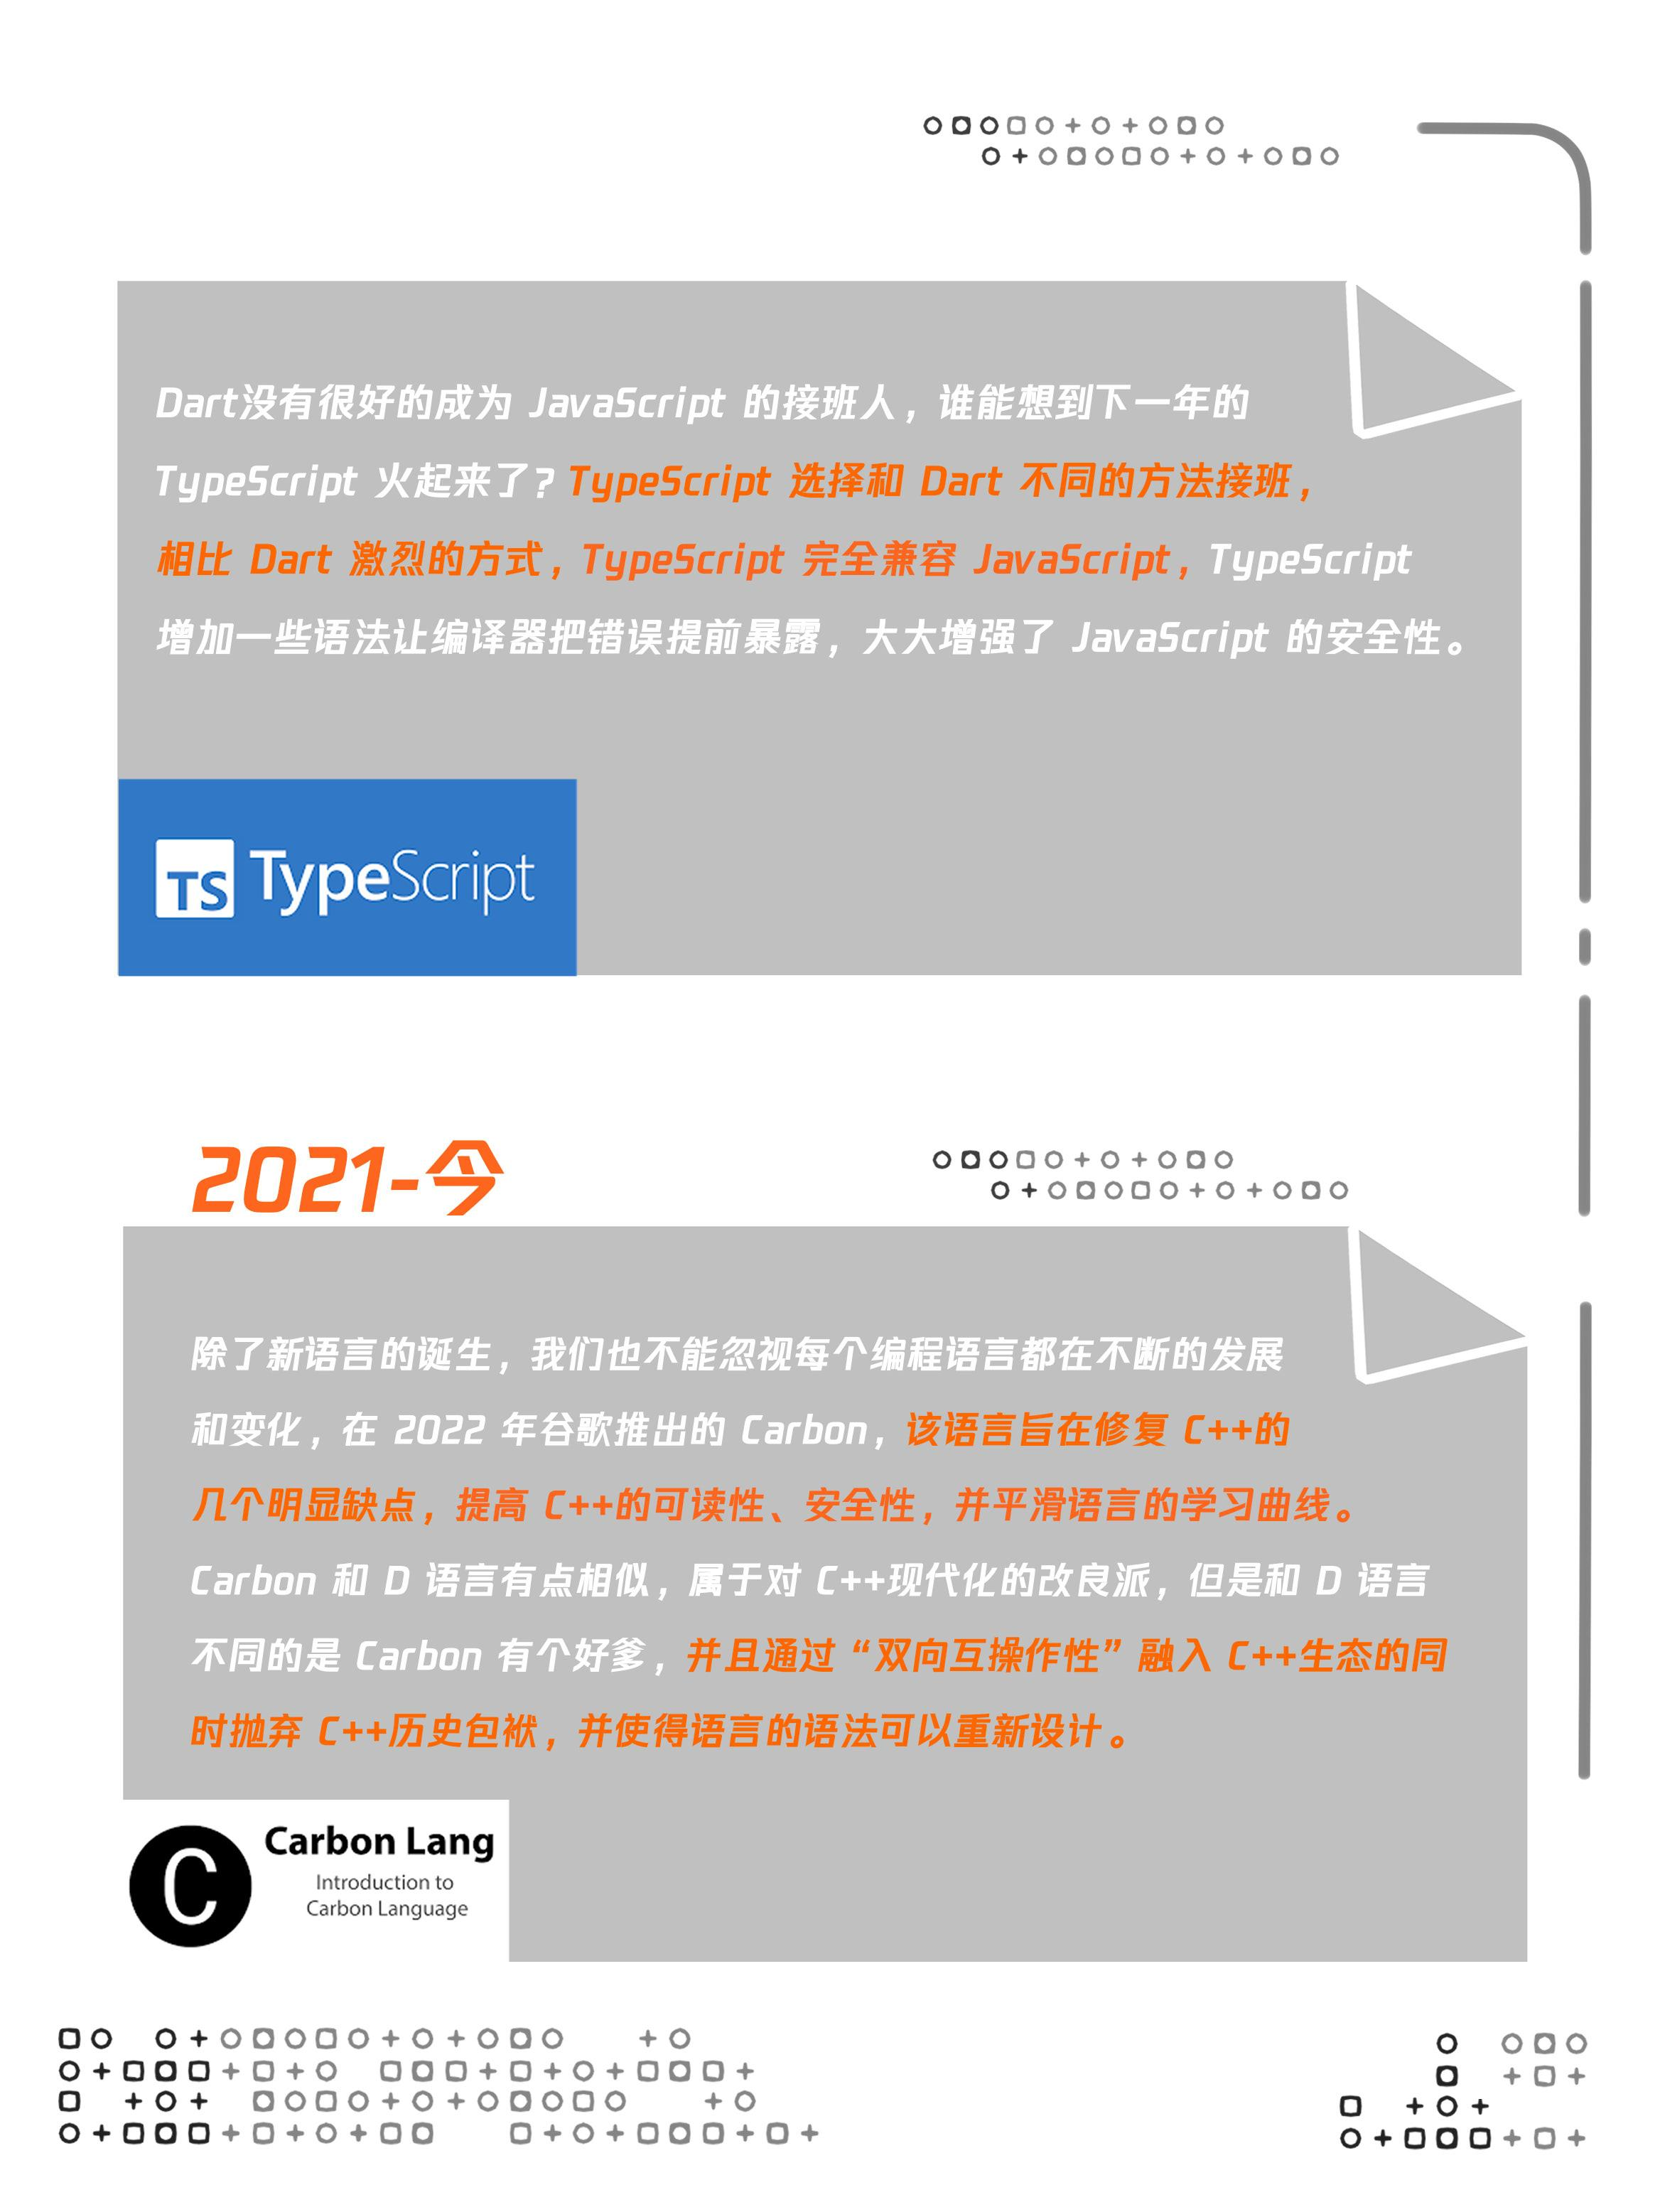 Dart没有很好的成为 JavaScript 的接班人，谁能想到下一年的
TypeScript 火起来了？TypeScript 选择和 Dart 不同的方法接班，
相比 Dart 激烈的方式，TypeScript 完全兼容 JavaScript，TypeScript
增加一些语法让编译器把错误提前暴露，大大增强了 JavaScript 的安全性。
TS TypeScript
2021-今
除了新语言的诞生，我们也不能忽视每个编程语言都在不断的发展
和变化，在 2022 年谷歌推出的 Carbon，该语言旨在修复 C++的
几个明显缺点，提高 C++的可读性、安全性，并平滑语言的学习曲线。
Carbon 和 D 语言有点相似，属于对 C++现代化的改良派，但是和 D 语言
不同的是 Carbon 有个好爹，并且通过“双向互操作性”融入 C++生态的同
时抛弃 C++历史包袱，并使得语言的语法可以重新设计。
C
Carbon Lang
Introduction to
Carbon Language